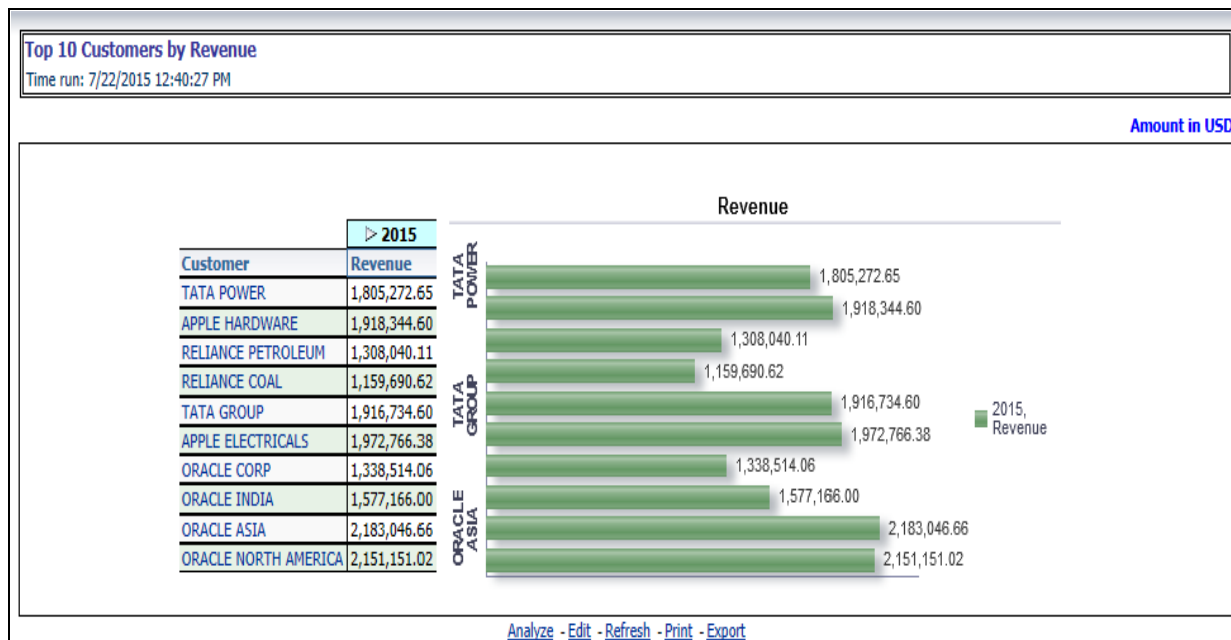 Top 10 Customers by Revenue
Time run: 7/22/2015 12:40:27 PM
Amount in USD
2015
Customer Revenue
TATA POWER 1,805,272.65
APPLE HARDWARE 1,918,344.60
RELIANCE PETROLEUM 1,308,040.11
RELIANCE COAL 1,159,690.62
TATA GROUP 1,916,734.60
APPLE ELECTRICALS 1,972,766.38
ORACLE CORP 1,338,514.06
ORACLE INDIA 1,577,166.00
ORACLE ASIA 2,183,046.66
ORACLE NORTH AMERICA 2,151,151.02
Revenue
TATA
POWER
TATA
GROUP
ORACLE
ASIA
1,805,272.65
1,918,344.60
1,308,040.11
1,159,690.62
1,916,734.60
1,972,766.38
1,338,514.06
1,577,166.00
2,183,046.66
2,151,151.02
2015,
Revenue
Analyze - Edit - Refresh - Print - Export